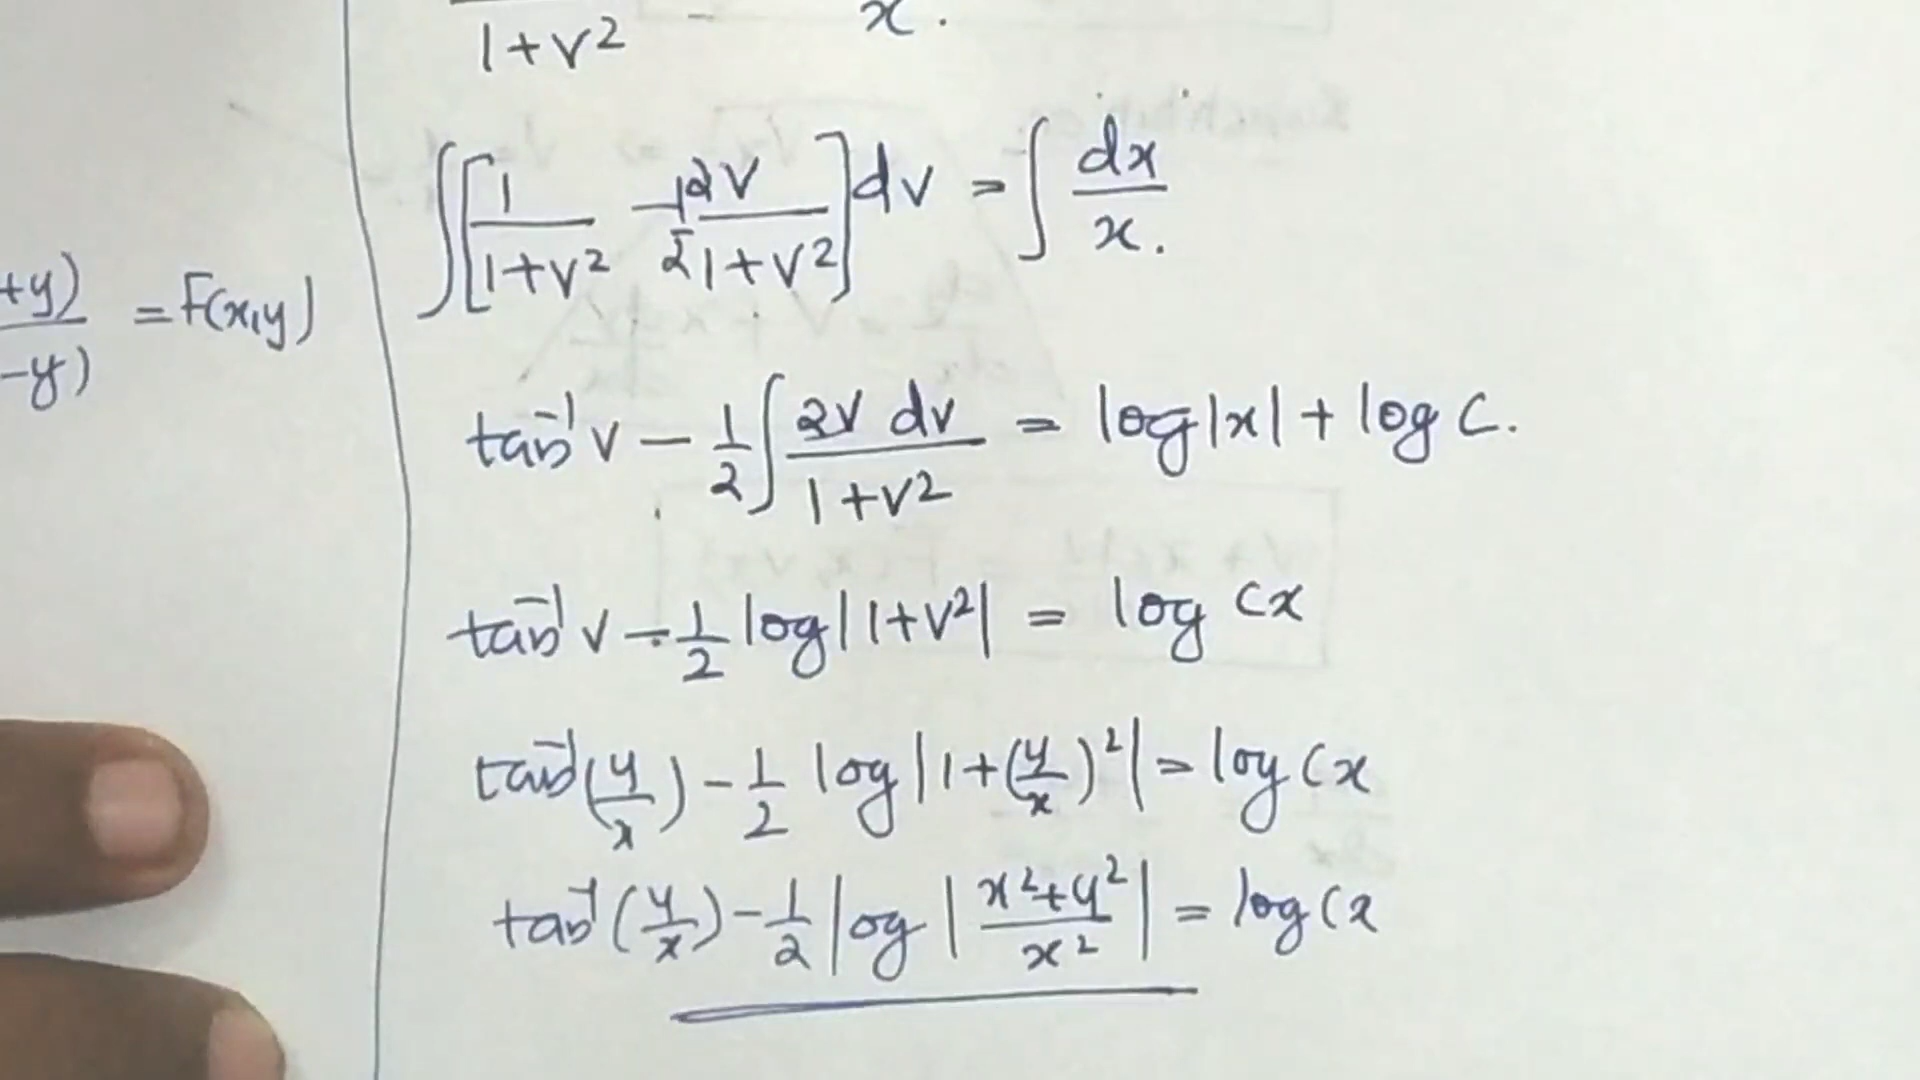 +y) / -y) = F(x,y)
1+v² - x.
∫[1/(1+v²) - 1/2 2v/(1+v²)]dv = ∫ dx/x.
tan⁻¹ v - 1/2 ∫ 2v dv/(1+v²) = log|x| + log C.
tan⁻¹ v - 1/2 log|1+v²| = log Cx
tan⁻¹(y/x) - 1/2 log|1+(y/x)²| = log Cx
tan⁻¹(y/x) - 1/2 log|(x²+y²)/x²| = log Cx